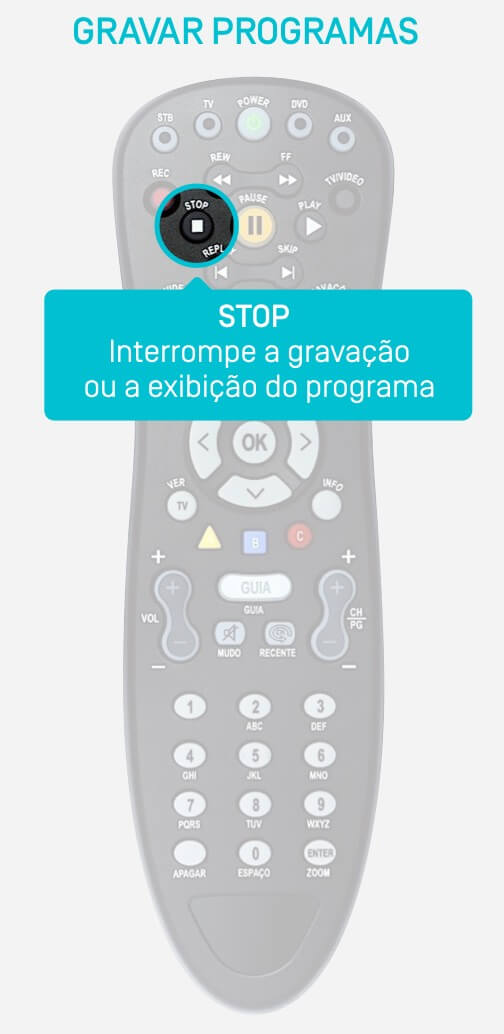 GRAVAR PROGRAMAS
STB TV POWER DVD AUX
REW FF
REC TV/VIDEO
STOP PAUSE PLAY
SKIP
STOP
Interrompe a gravação
ou a exibição do programa
OK
VER INFO
TV
B C
+ +
GUIA
VOL GUIA CH
PG
MUDO RECENTE
1 2 3
ABC DEF
4 5 6
GHI JKL MNO
7 8 9
PQRS TUV WXYZ
0 ENTER
APAGAR ESPAÇO ZOOM